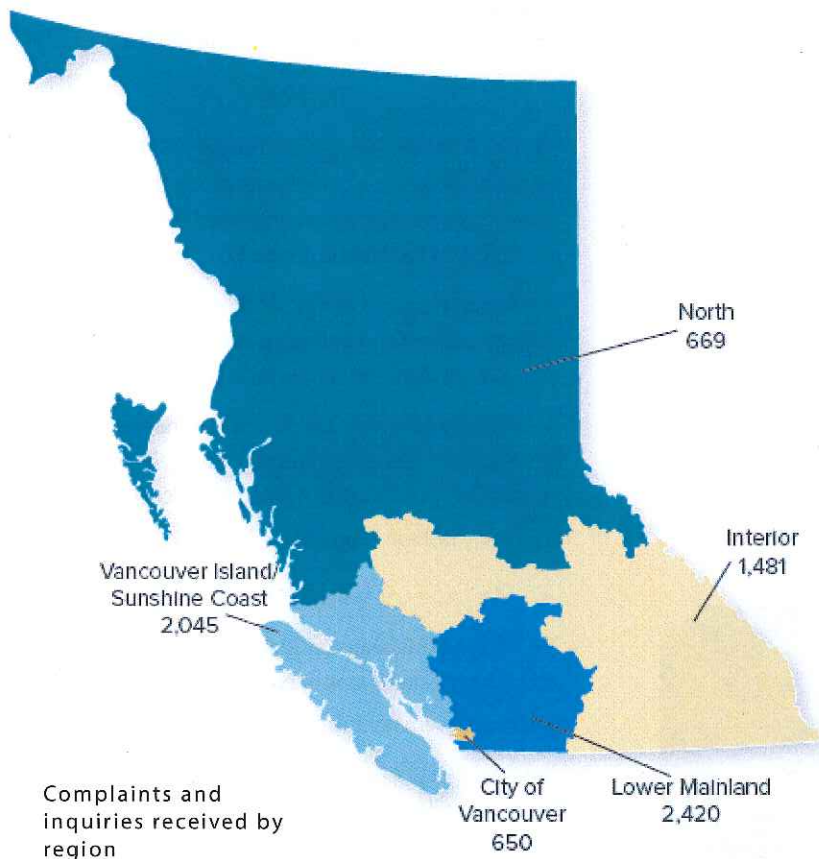 North
669
Interior
1,481
Vancouver Island/
Sunshine Coast
2,045
City of
Vancouver
650
Lower Mainland
2,420
Complaints and
inquiries received by
region